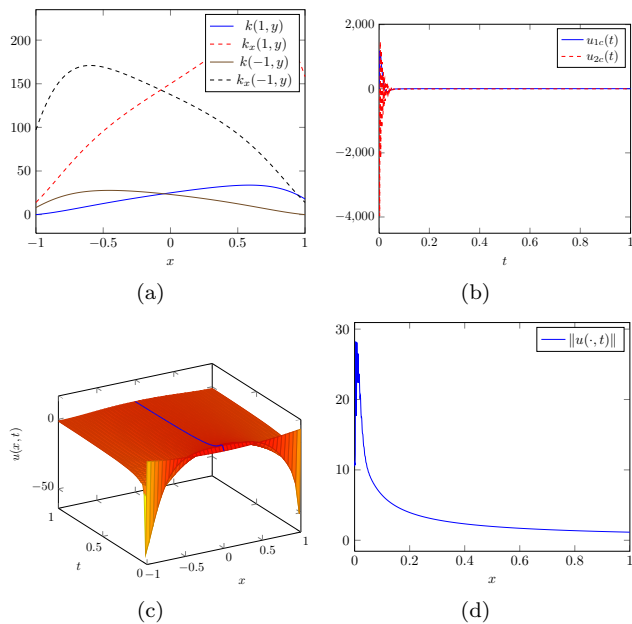 200
150
100
50
0
−1
−0.5
0
0.5
1
x
k(1, y)
k_x(1, y)
k(−1, y)
k_x(−1, y)
(a)
2,000
0
−2,000
−4,000
0
0.2
0.4
0.6
0.8
1
t
u_{1c}(t)
u_{2c}(t)
(b)
0
−50
u(x, t)
1
0.5
0
t
−1
−0.5
0
0.5
1
x
(c)
30
20
10
0
0
0.2
0.4
0.6
0.8
1
x
‖u(·, t)‖
(d)